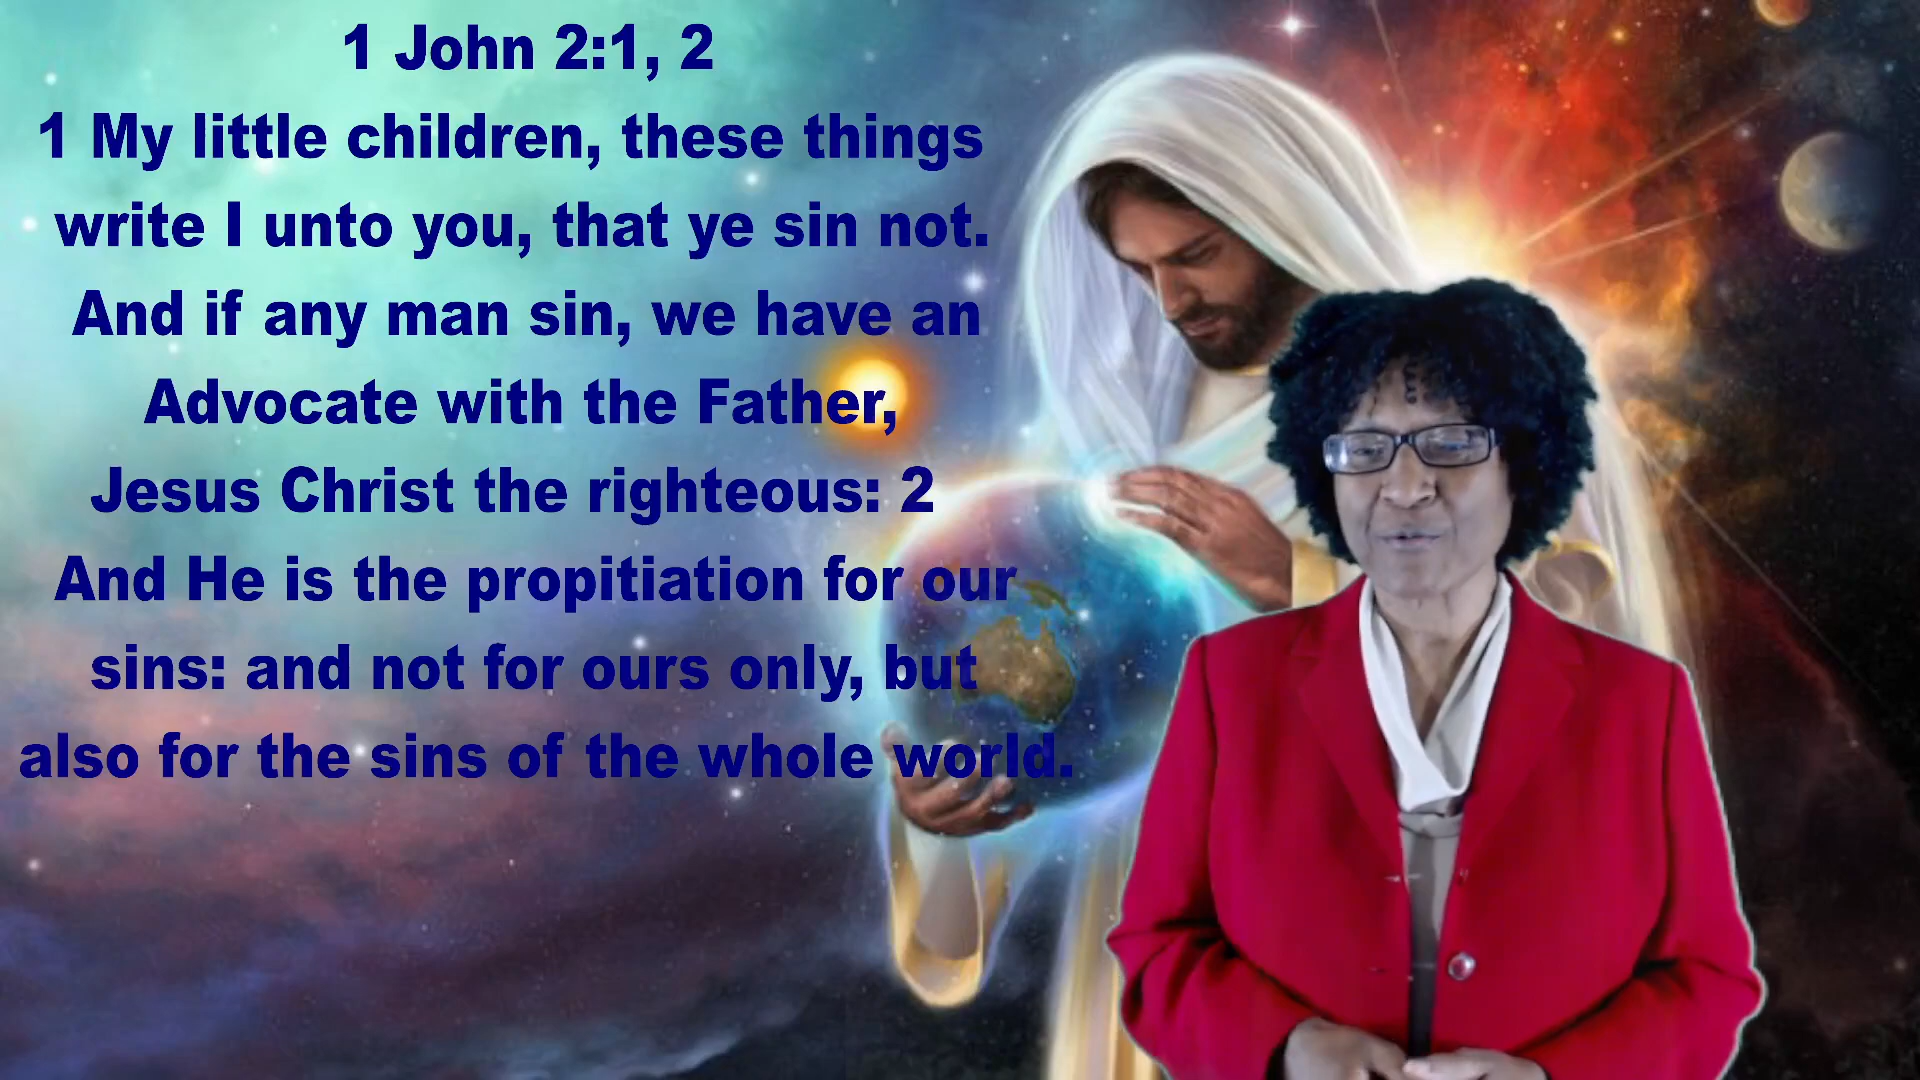 1 John 2:1, 2
1 My little children, these things
write I unto you, that ye sin not.
And if any man sin, we have an
Advocate with the Father,
Jesus Christ the righteous: 2
And He is the propitiation for our
sins: and not for ours only, but
also for the sins of the whole world.